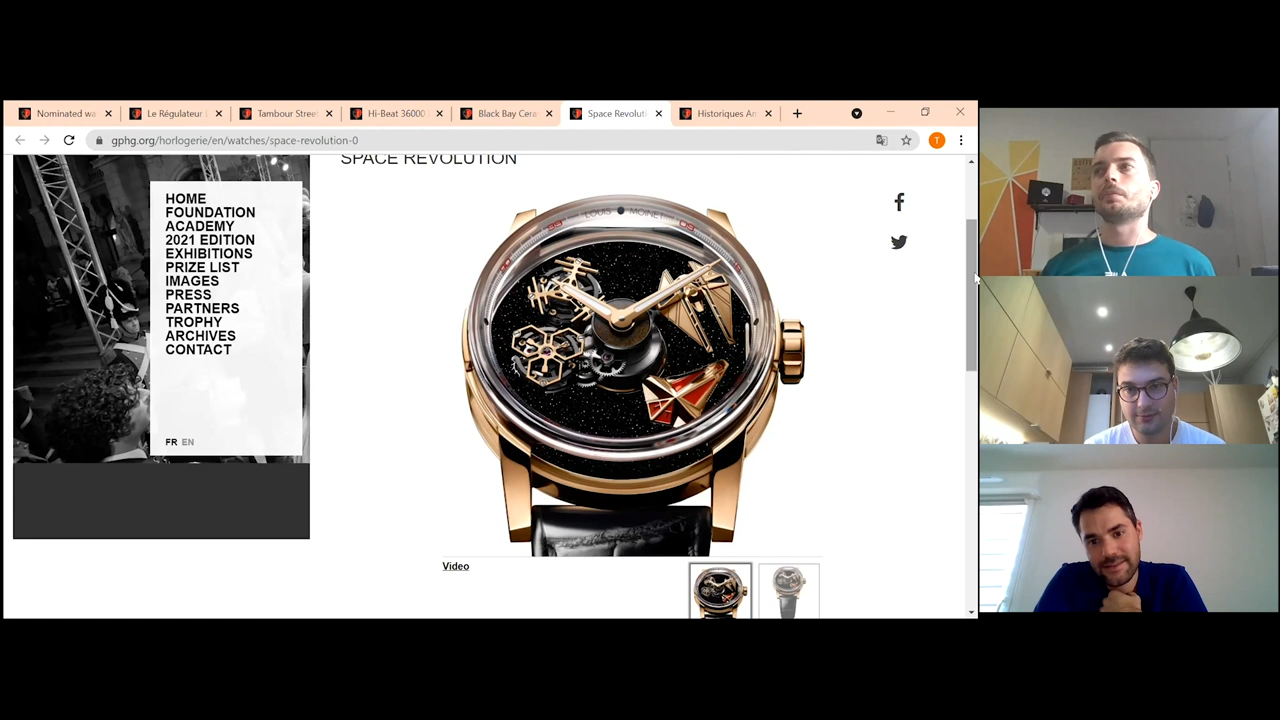 Nominated wa
Le Régulateur
Tambour Stree
Hi-Beat 36000
Black Bay Cera
Space Revoluti
Historiques Am
gphg.org/horlogerie/en/watches/space-revolution-0
T
SPACE REVOLUTION
HOME
FOUNDATION
ACADEMY
2021 EDITION
EXHIBITIONS
PRIZE LIST
IMAGES
PRESS
PARTNERS
TROPHY
ARCHIVES
CONTACT
FR EN
LOUIS MOINET
Video